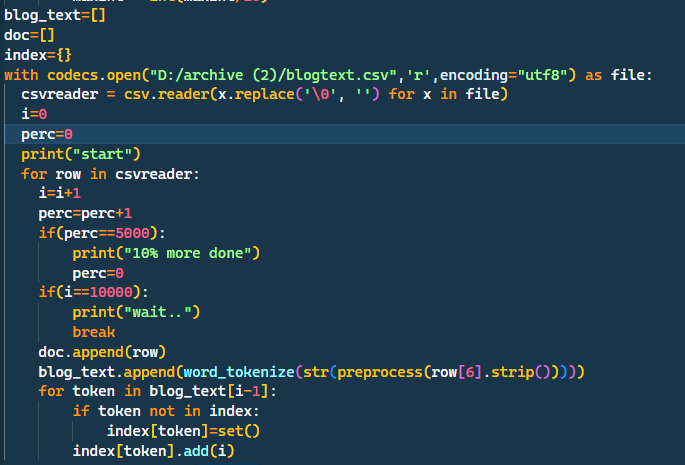 blog_text=[]
doc=[]
index={}
with codecs.open("D:/archive (2)/blogtext.csv",'r',encoding="utf8") as file:
  csvreader = csv.reader(x.replace('\0', '') for x in file)
  i=0
  perc=0
  print("start")
  for row in csvreader:
    i=i+1
    perc=perc+1
    if(perc==5000):
        print("10% more done")
        perc=0
    if(i==10000):
        print("wait..")
        break
    doc.append(row)
    blog_text.append(word_tokenize(str(preprocess(row[6].strip()))))
    for token in blog_text[i-1]:
        if token not in index:
            index[token]=set()
        index[token].add(i)